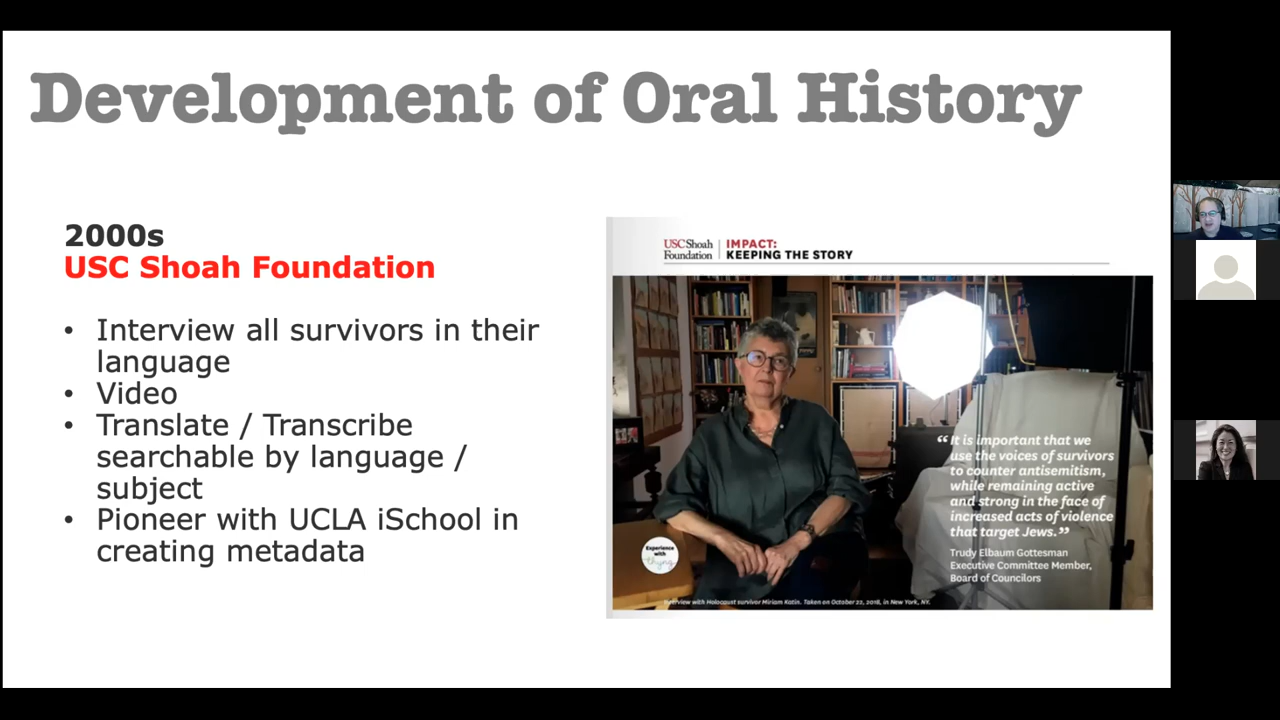 Development of Oral History
2000s
USC Shoah Foundation
• Interview all survivors in their
language
• Video
• Translate / Transcribe
searchable by language /
subject
• Pioneer with UCLA iSchool in
creating metadata
USC Shoah
Foundation
IMPACT:
KEEPING THE STORY
“It is important that we
use the voices of survivors
to counter antisemitism,
while remaining active
and strong in the face of
increased acts of violence
that target Jews.”
Trudy Elbaum Gottesman
Executive Committee Member,
Board of Councilors
Experience
with
thyng
Interview with Holocaust survivor Miriam Katin. Taken on October 22, 2018, in New York, NY.